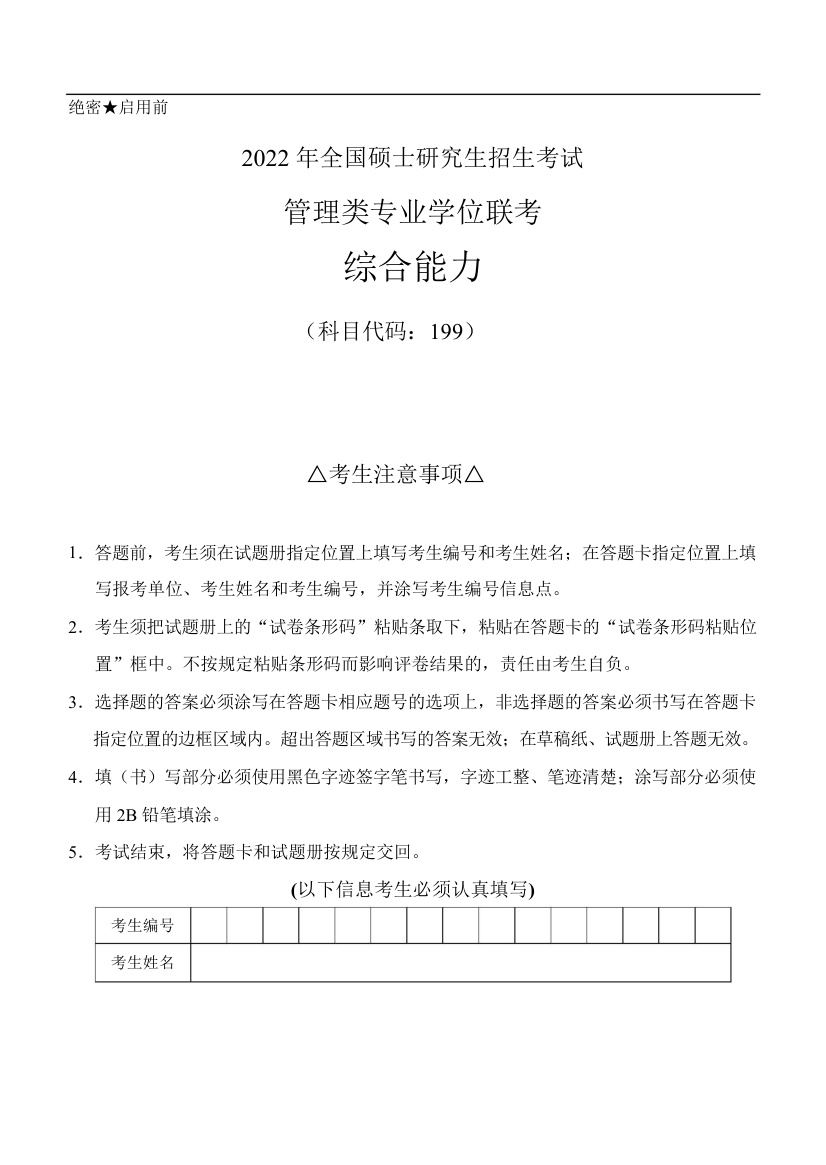 绝密★启用前
2022 年全国硕士研究生招生考试
管理类专业学位联考
综合能力
（科目代码：199）
△考生注意事项△
1．答题前，考生须在试题册指定位置上填写考生编号和考生姓名；在答题卡指定位置上填
写报考单位、考生姓名和考生编号，并涂写考生编号信息点。
2．考生须把试题册上的“试卷条形码”粘贴条取下，粘贴在答题卡的“试卷条形码粘贴位
置”框中。不按规定粘贴条形码而影响评卷结果的，责任由考生自负。
3．选择题的答案必须涂写在答题卡相应题号的选项上，非选择题的答案必须书写在答题卡
指定位置的边框区域内。超出答题区域书写的答案无效；在草稿纸、试题册上答题无效。
4．填（书）写部分必须使用黑色字迹签字笔书写，字迹工整、笔迹清楚；涂写部分必须使
用 2B 铅笔填涂。
5．考试结束，将答题卡和试题册按规定交回。
(以下信息考生必须认真填写)
考生编号
考生姓名